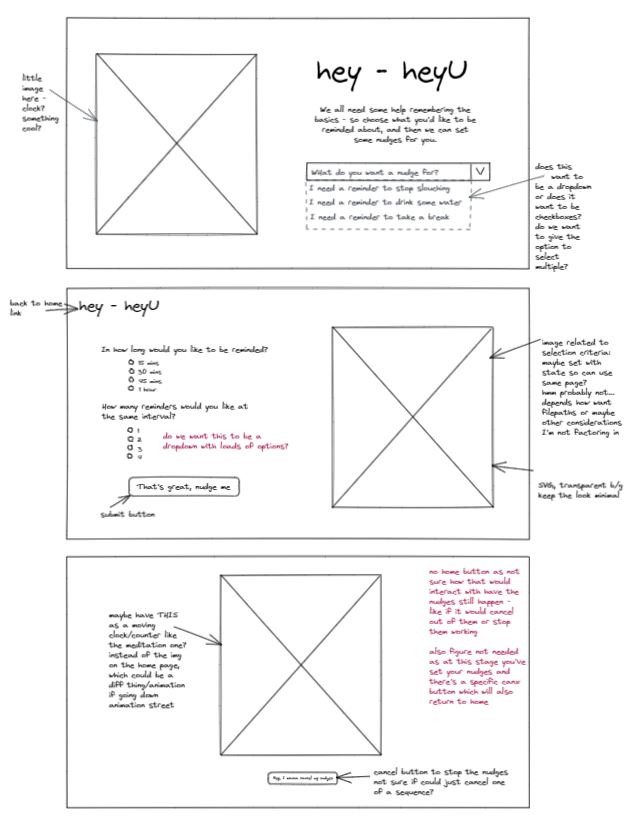 little
image
here -
clock?
something
cool?
hey - heyU
We all need some help remembering the
basics - so choose what you'd like to be
reminded about, and then we can set
some nudges for you.
What do you want a nudge for?
I need a reminder to stop slouching
I need a reminder to drink some water
I need a reminder to take a break
does this
want to
be a dropdown
or does it
want to be
checkboxes?
do we want
to give the
option to
select
multiple?
back to home
link
hey - heyU
In how long would you like to be reminded?
15 mins
30 mins
45 mins
1 hour
How many reminders would you like at
the same interval?
1
2
3
4
do we want this to be a
dropdown with loads of options?
That's great, nudge me
submit button
image related to
selection criteria:
maybe set with
state so can use
same page?
hmm probably not...
depends how want
filepaths or maybe
other considerations
I'm not factoring in
SVG, transparent b/g
keep the look minimal
maybe have THIS
as a moving
clock/counter like
the meditation one?
instead of the img
on the home page,
which could be a
diff thing/animation
if going down
animation street
no home button as not
sure how that would
interact with have the
nudges still happen -
like if it would cancel
out of them or stop
them working
also figure not needed
as at this stage you've
set your nudges and
there's a specific canx
button which will also
return to home
cancel button to stop the nudges
not sure if could just cancel one
of a sequence?